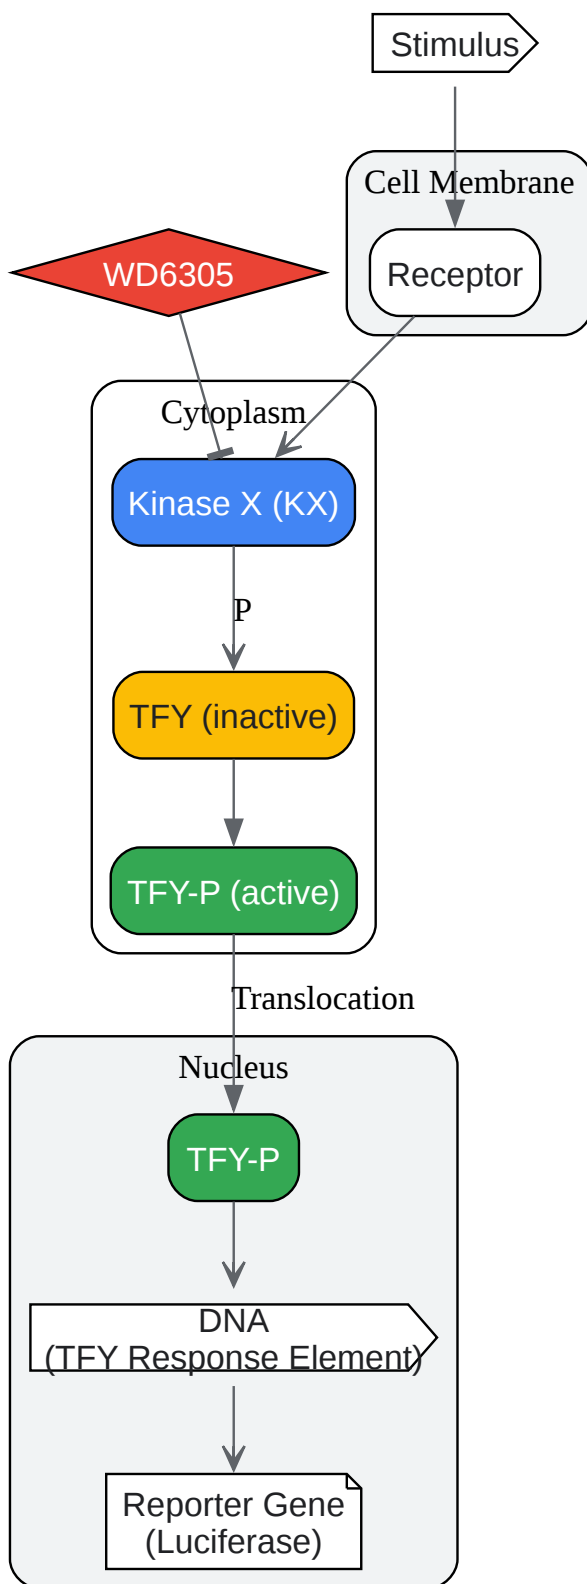 Stimulus
Cell Membrane
WD6305
Receptor
Cytoplasm
Kinase X (KX)
P
TFY (inactive)
TFY-P (active)
Translocation
Nucleus
TFY-P
DNA
(TFY Response Element)
Reporter Gene
(Luciferase)